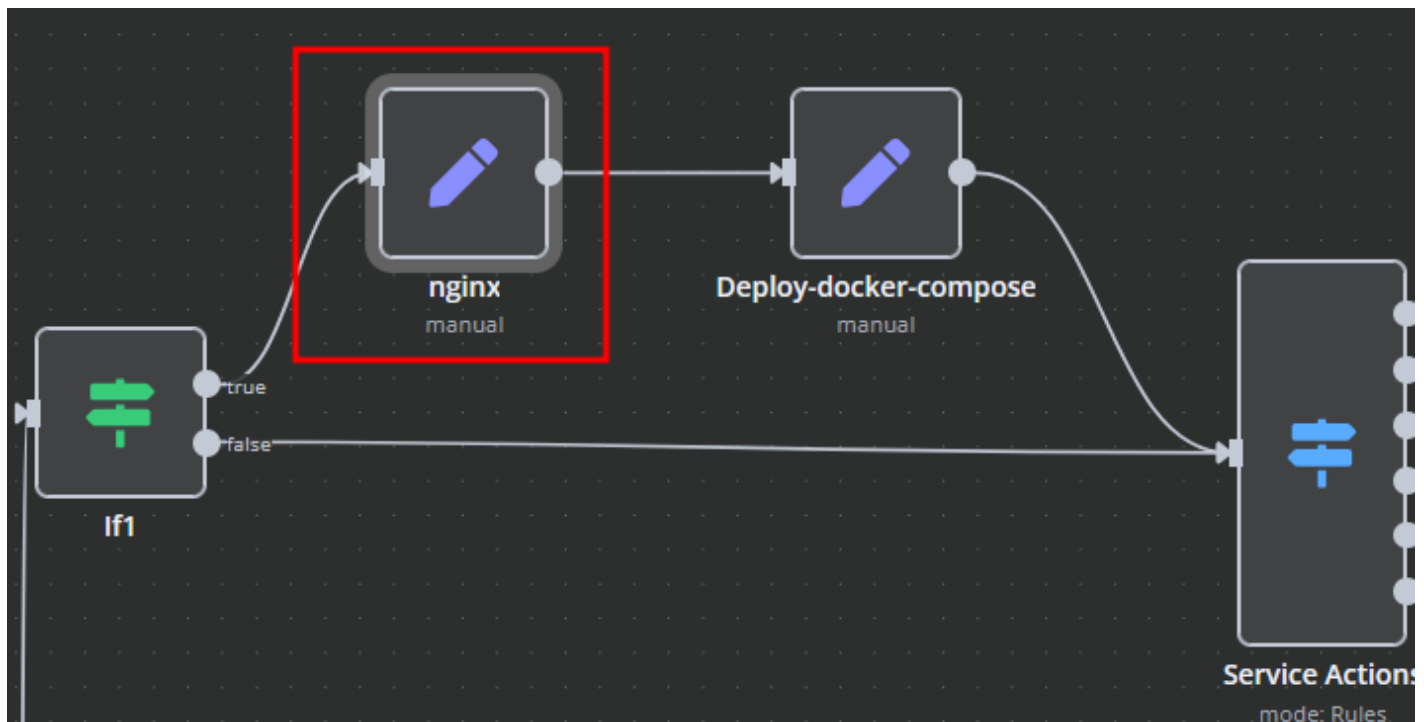 nginx
manual
Deploy-docker-compose
manual
true
false
If1
Service Actions
mode: Rules